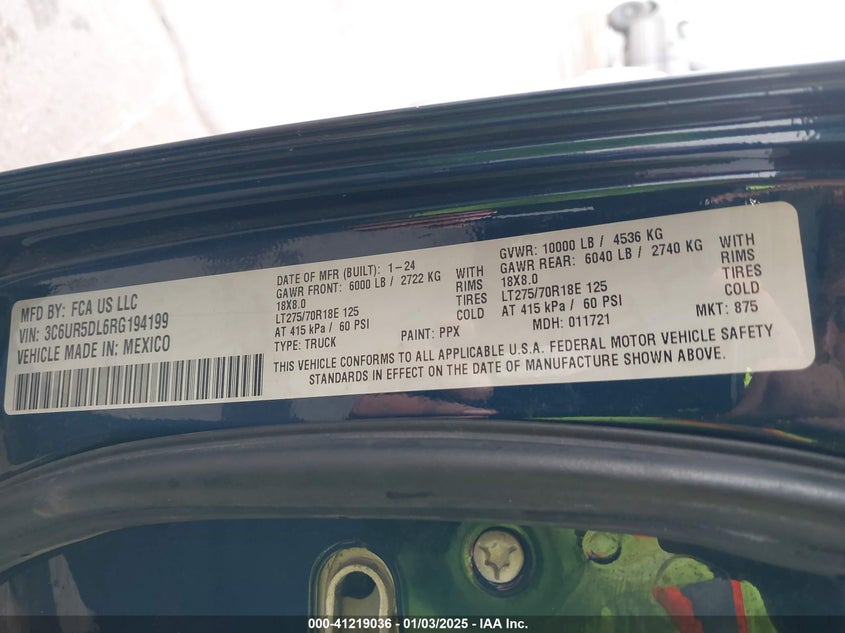 MFD BY: FCA US LLC
VIN: 3C6UR5DL6RG194199
VEHICLE MADE IN: MEXICO
DATE OF MFR (BUILT): 1-24
GAWR FRONT: 6000 LB / 2722 KG WITH
18X8.0 RIMS
LT275/70R18E 125 TIRES
AT 415 kPa / 60 PSI COLD
TYPE: TRUCK
PAINT: PPX
GVWR: 10000 LB / 4536 KG
GAWR REAR: 6040 LB / 2740 KG WITH
18X8.0 RIMS
LT275/70R18E 125 TIRES
AT 415 kPa / 60 PSI COLD
MDH: 011721
MKT: 875
THIS VEHICLE CONFORMS TO ALL APPLICABLE U.S.A. FEDERAL MOTOR VEHICLE SAFETY
STANDARDS IN EFFECT ON THE DATE OF MANUFACTURE SHOWN ABOVE.
000-41219036 - 01/03/2025 - IAA Inc.